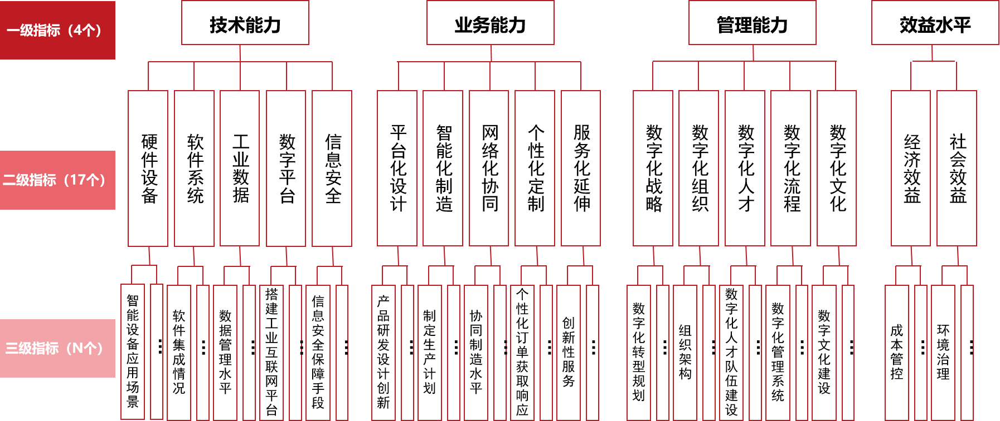 一级指标（4个）
技术能力
业务能力
管理能力
效益水平
二级指标（17个）
硬件设备
软件系统
工业数据
数字平台
信息安全
平台化设计
智能化制造
网络化协同
个性化定制
服务化延伸
数字化战略
数字化组织
数字化人才
数字化流程
数字化文化
经济效益
社会效益
三级指标（N个）
智能设备应用场景
…
软件集成情况
…
数据管理水平
…
搭建工业互联网平台
…
信息安全保障手段
…
产品研发设计创新
…
制定生产计划
…
协同制造水平
…
个性化订单获取响应
…
创新性服务
…
数字化转型规划
…
组织架构
…
数字化人才队伍建设
…
数字化管理系统
…
数字文化建设
…
成本管控
…
环境治理
…